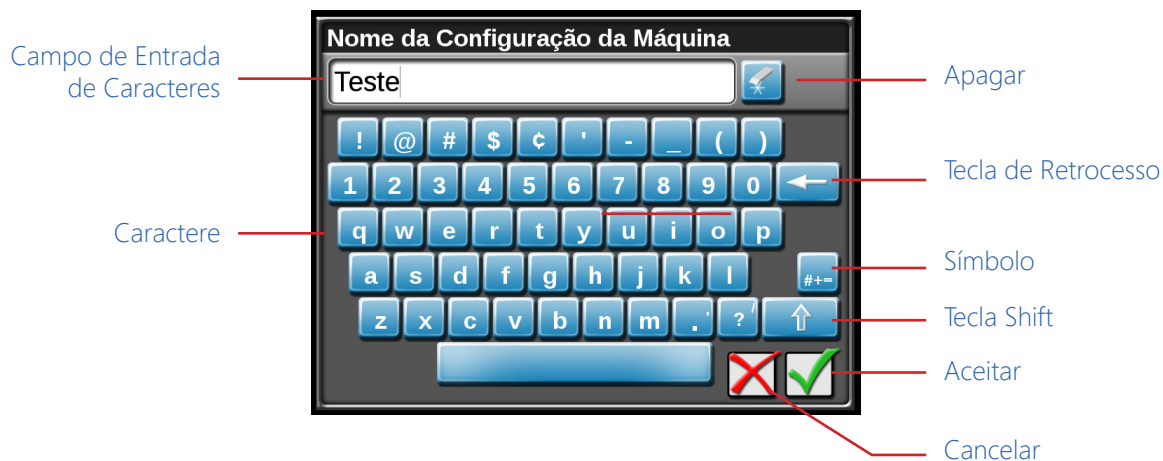 Nome da Configuração da Máquina
Campo de Entrada
de Caracteres
Teste
Apagar
! @ # $ ¢ ' - _ ( )
1 2 3 4 5 6 7 8 9 0
Tecla de Retrocesso
Caractere
q w e r t y u i o p
a s d f g h j k l #+=
Símbolo
z x c v b n m . ' ? /
Tecla Shift
Aceitar
Cancelar